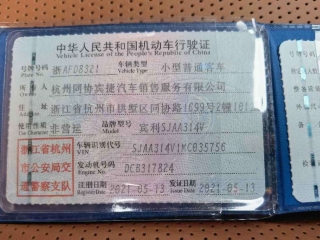 中华人民共和国机动车行驶证
Vehicle License of the People's Republic of China
号牌号码 浙AFD8321 车辆类型 小型普通客车
Plate No. Vehicle Type
所有人 杭州阿协宾捷汽车销售服务有限公司
住址 浙江省杭州市拱墅区同协路1699号2幢181
使用性质 非营运 品牌型号 宾利SJAA314V
Use Character Model
浙江省杭州 车辆识别代号 SJAA314V1MC035756
VIN
市公安局交 发动机号码 DCB317824
Engine No.
通警察支队 注册日期 2021-05-13 发证日期 2021-05-13
Register Date Issue Date